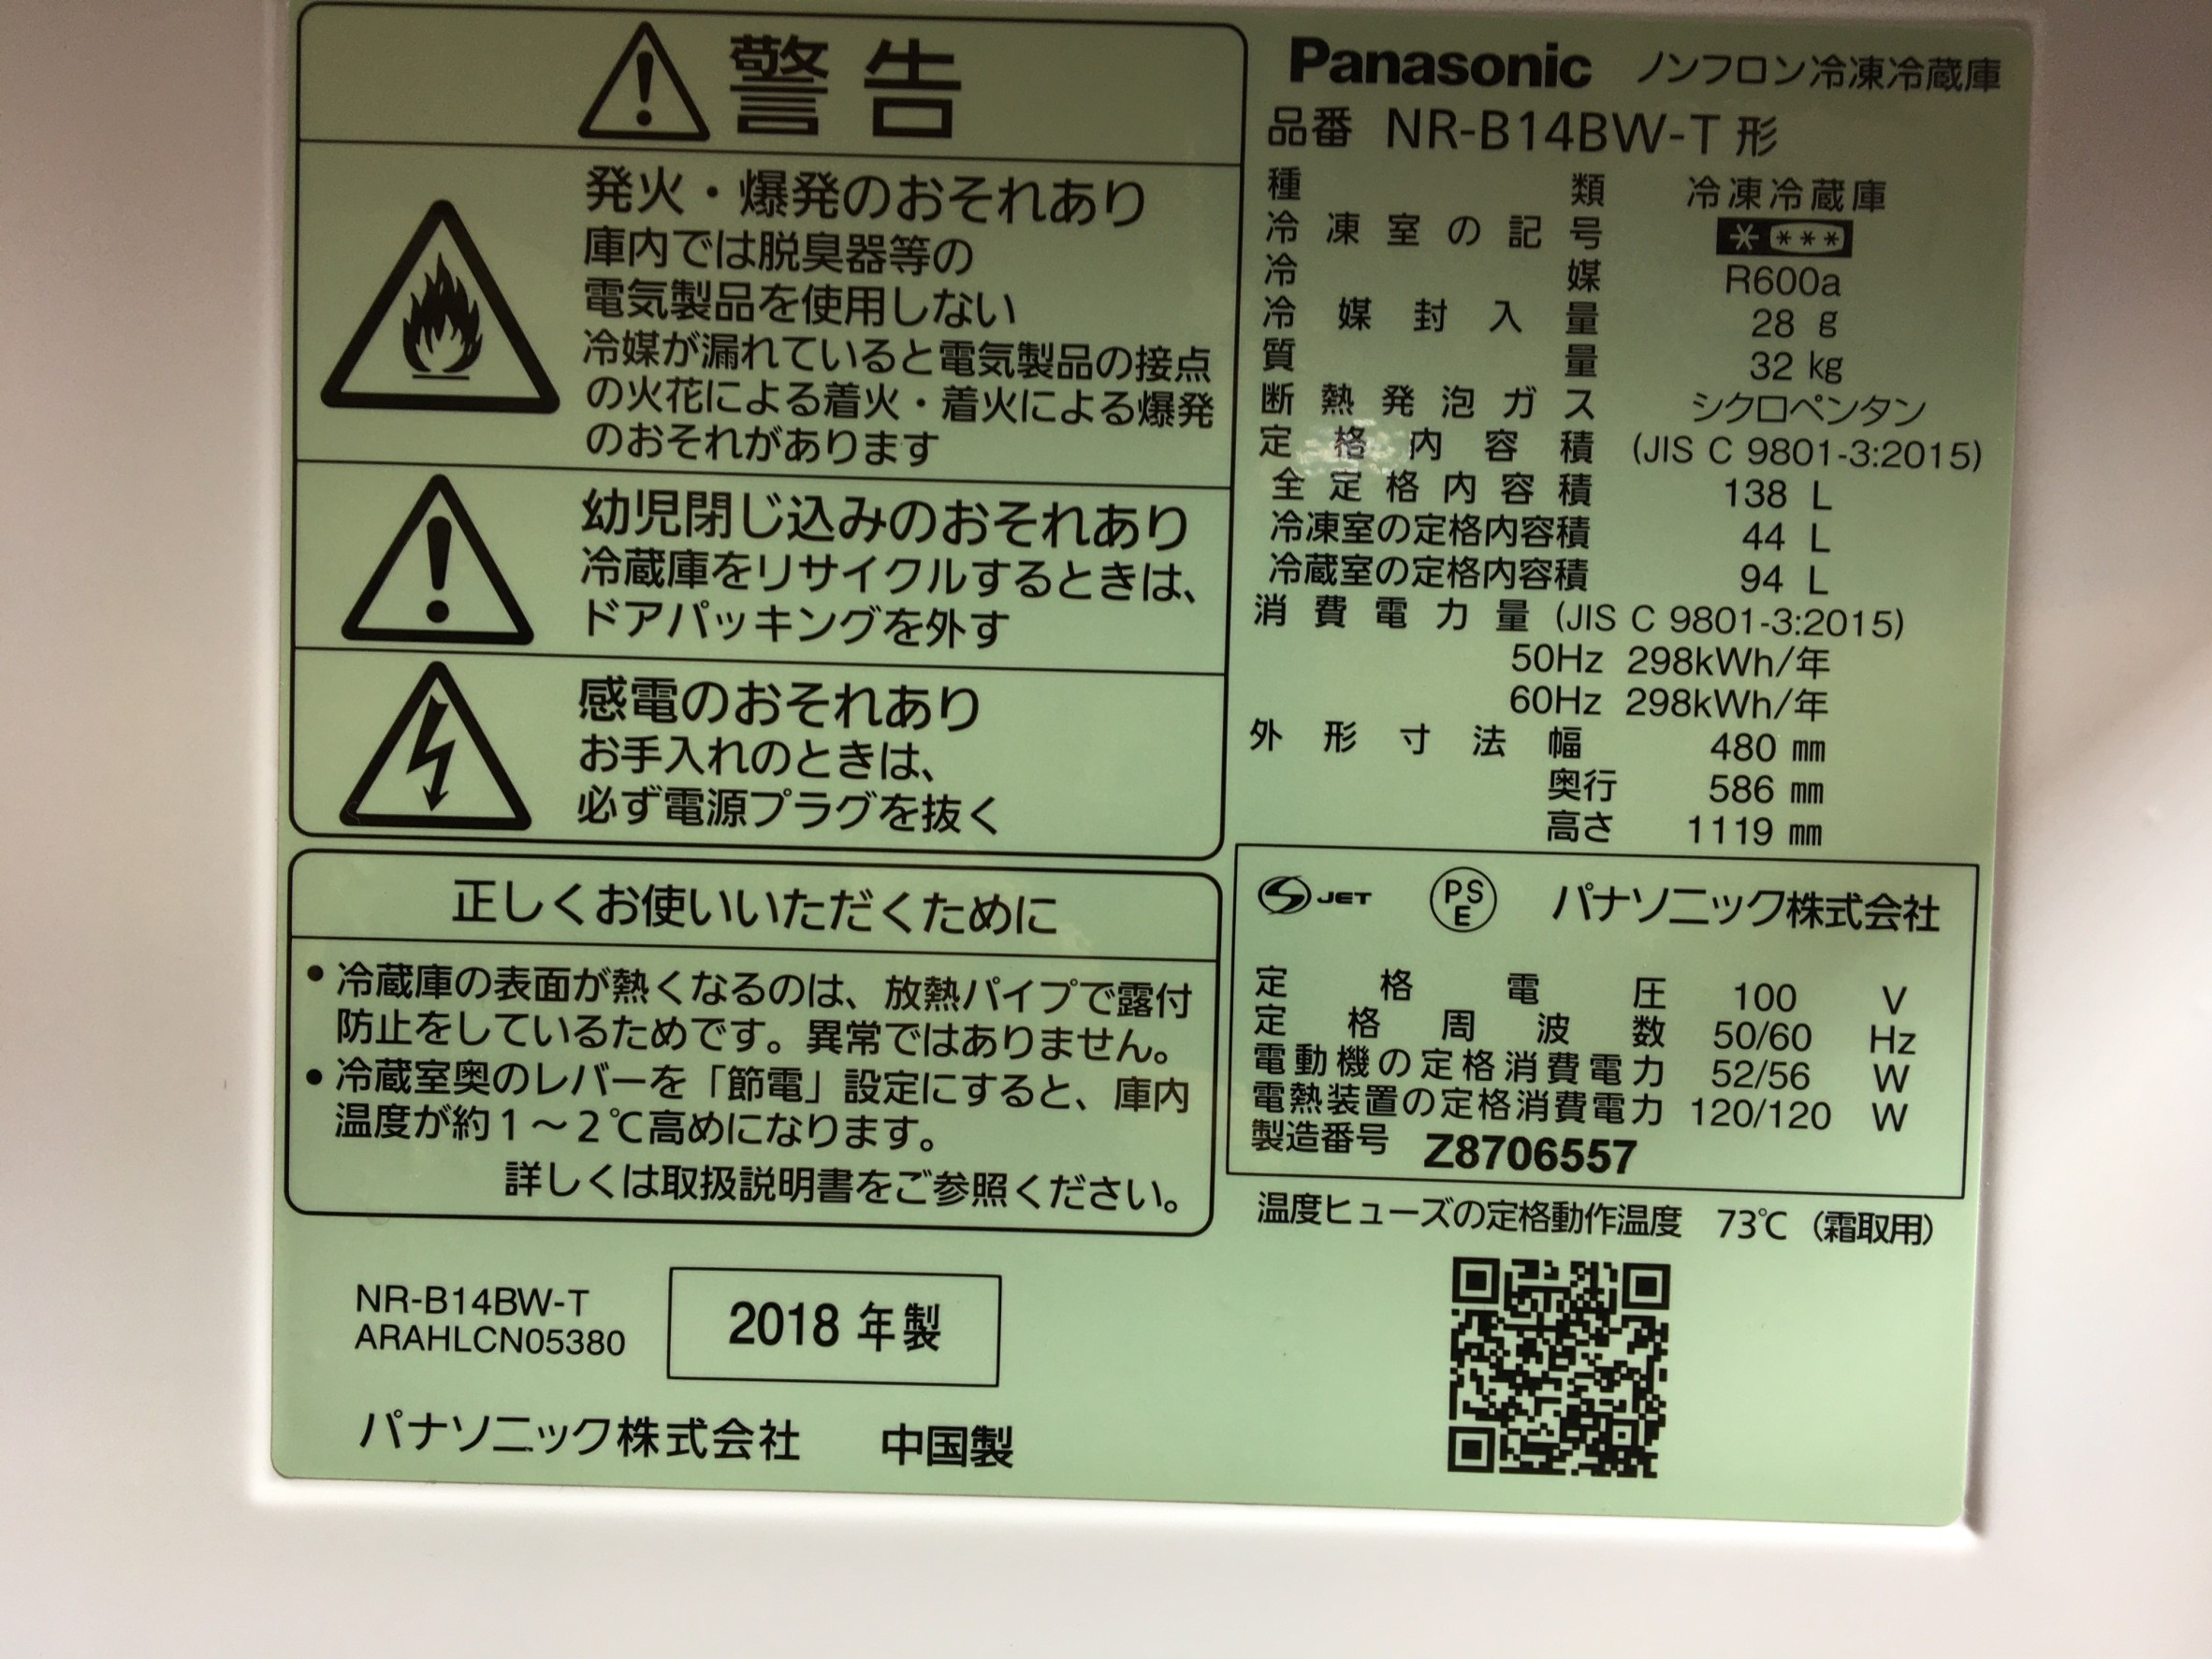 警告
発火・爆発のおそれあり
庫内では脱臭器等の
電気製品を使用しない
冷媒が漏れていると電気製品の接点
の火花による着火・着火による爆発
のおそれがあります
幼児閉じ込みのおそれあり
冷蔵庫をリサイクルするときは、
ドアパッキングを外す
感電のおそれあり
お手入れのときは、
必ず電源プラグを抜く
正しくお使いいただくために
•冷蔵庫の表面が熱くなるのは、放熱パイプで露付
防止をしているためです。異常ではありません。
•冷蔵室奥のレバーを「節電」設定にすると、庫内
温度が約1～2℃高めになります。
詳しくは取扱説明書をご参照ください。
NR-B14BW-T
ARAHLCN05380
2018 年製
パナソニック株式会社 中国製
Panasonic ノンフロン冷凍冷蔵庫
品番 NR-B14BW-T 形
種類 冷凍冷蔵庫
冷凍室の記号 * ***
冷媒 R600a
冷媒封入量 28 g
質量 32 kg
断熱発泡ガス シクロペンタン
定格内容積 (JIS C 9801-3:2015)
全定格内容積 138 L
冷凍室の定格内容積 44 L
冷蔵室の定格内容積 94 L
消費電力量 (JIS C 9801-3:2015)
50Hz 298kWh/年
60Hz 298kWh/年
外形寸法 幅 480 mm
奥行 586 mm
高さ 1119 mm
JET PSE パナソニック株式会社
定格電圧 100 V
定格周波数 50/60 Hz
電動機の定格消費電力 52/56 W
電熱装置の定格消費電力 120/120 W
製造番号 Z8706557
温度ヒューズの定格動作温度 73℃ (霜取用)